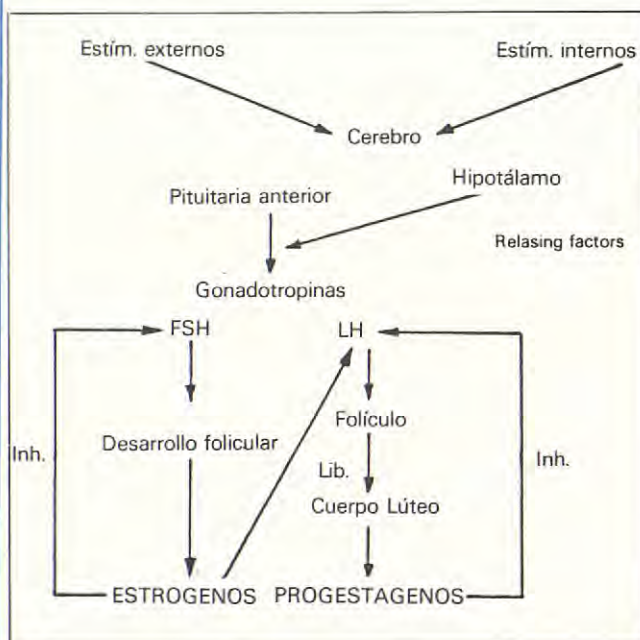 Estím. externos
Estím. internos
Cerebro
Hipotálamo
Pituitaria anterior
Relasing factors
Gonadotropinas
FSH
LH
Folículo
Desarrollo folicular
Inh.
Inh.
Lib.
Cuerpo Lúteo
ESTROGENOS
PROGESTAGENOS